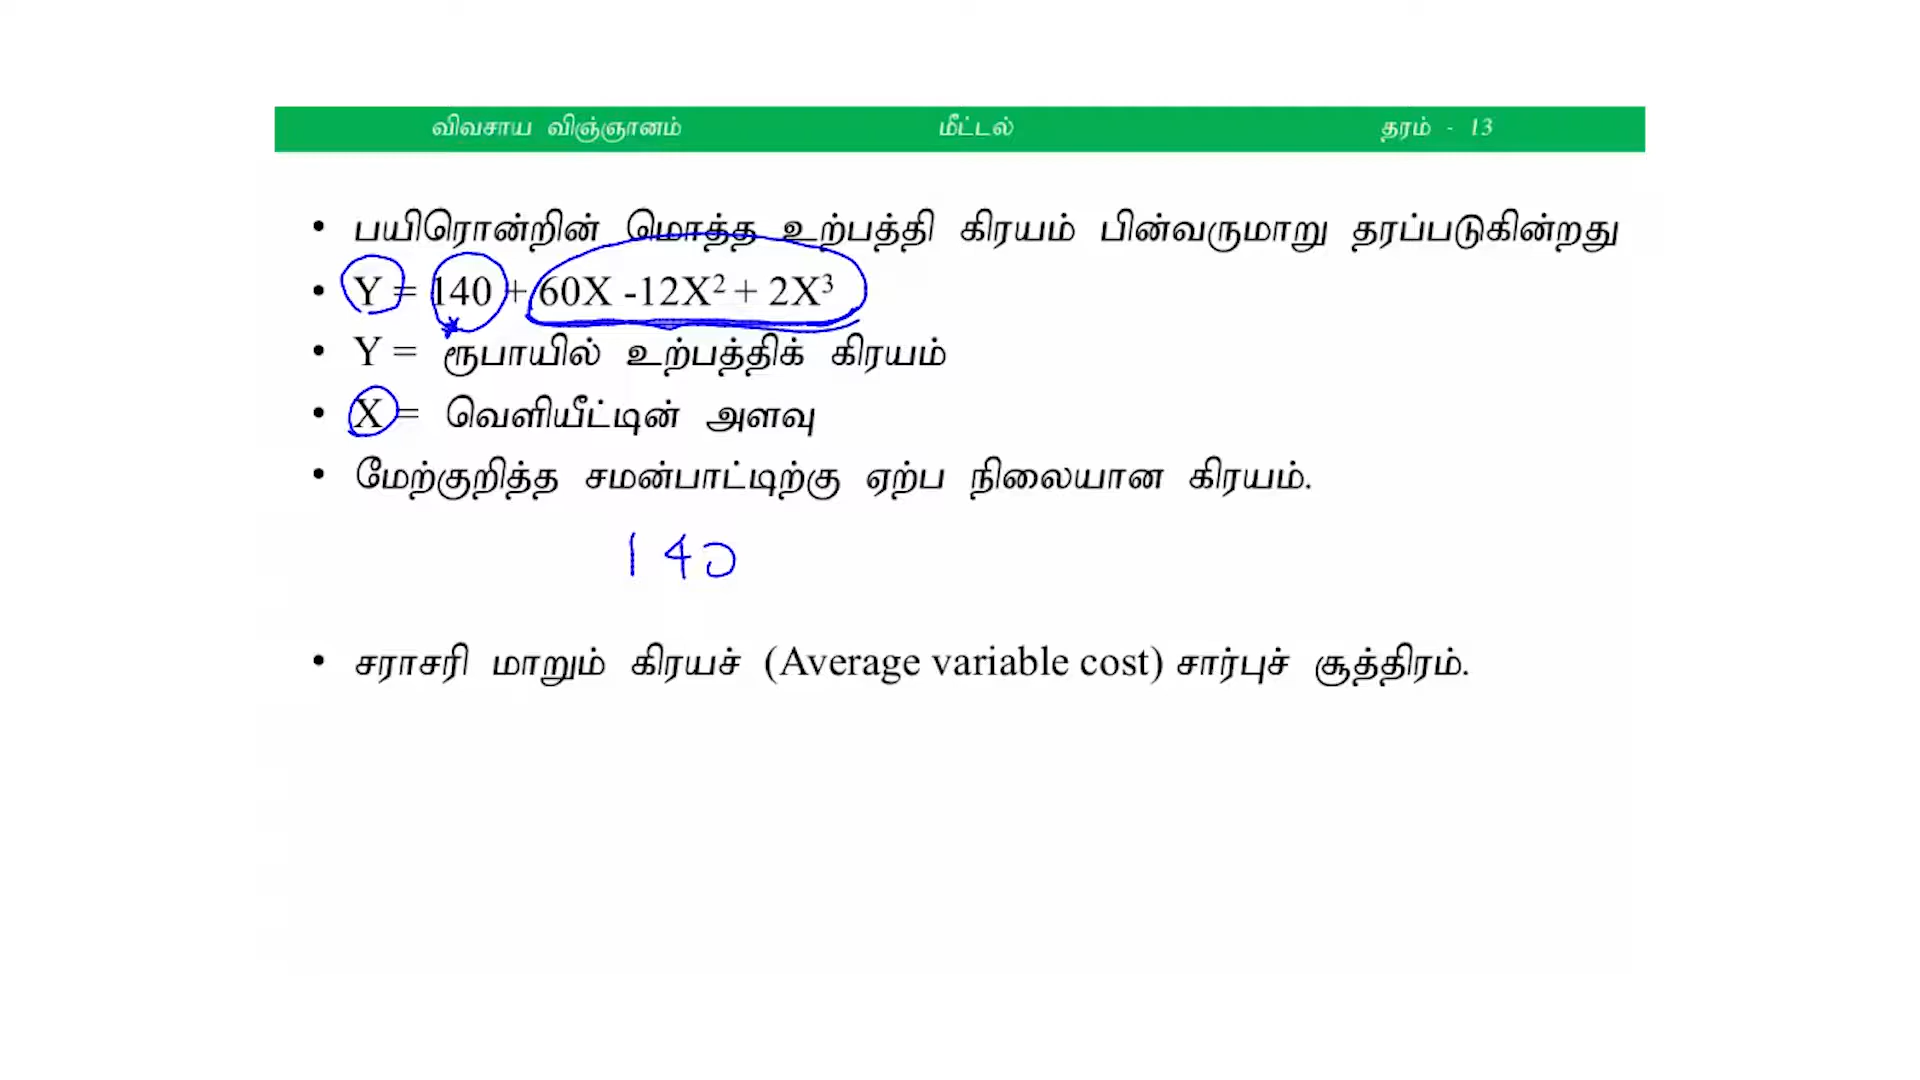 விவசாய விஞ்ஞானம் மீட்டல் தரம் - 13
• பயிரொன்றின் மொத்த உற்பத்தி கிரயம் பின்வருமாறு தரப்படுகின்றது
• Y = 140 + 60X -12X² + 2X³
• Y = ரூபாயில் உற்பத்திக் கிரயம்
• X = வெளியீட்டின் அளவு
• மேற்குறித்த சமன்பாட்டிற்கு ஏற்ப நிலையான கிரயம்.
140
• சராசரி மாறும் கிரயச் (Average variable cost) சார்புச் சூத்திரம்.